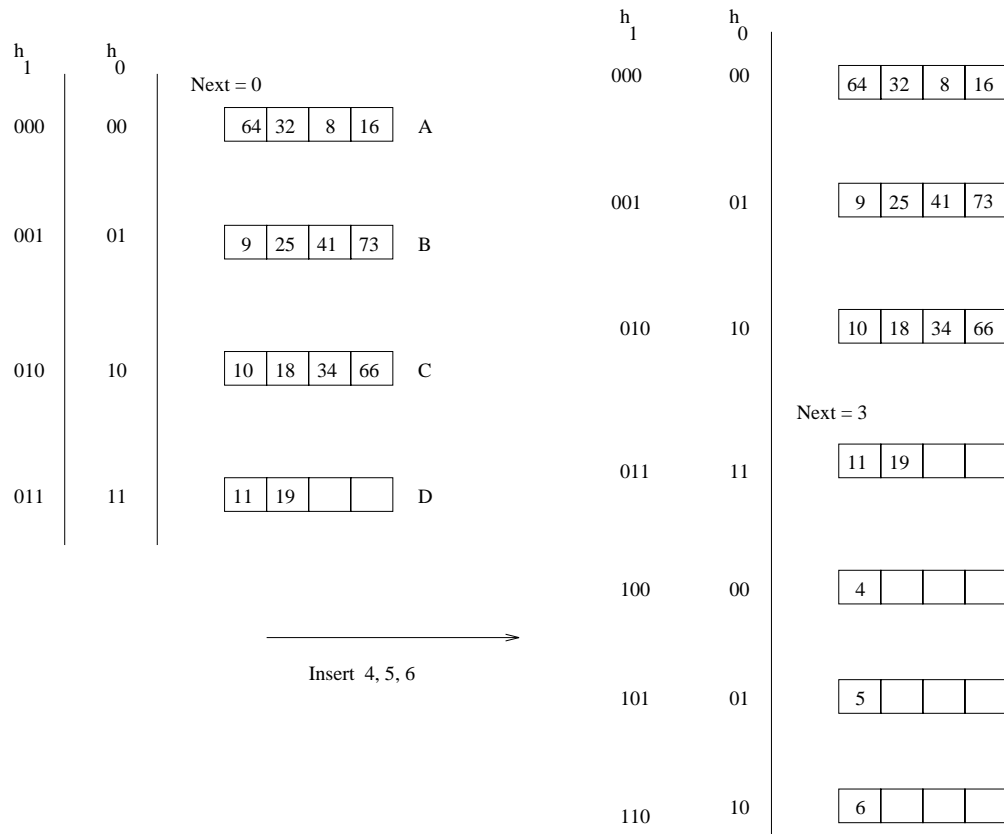 h1 h0
Next = 0
000 00 64 32 8 16 A
001 01 9 25 41 73 B
010 10 10 18 34 66 C
011 11 11 19 D
Insert 4, 5, 6
h1 h0
000 00 64 32 8 16
001 01 9 25 41 73
010 10 10 18 34 66
Next = 3
011 11 11 19
100 00 4
101 01 5
110 10 6